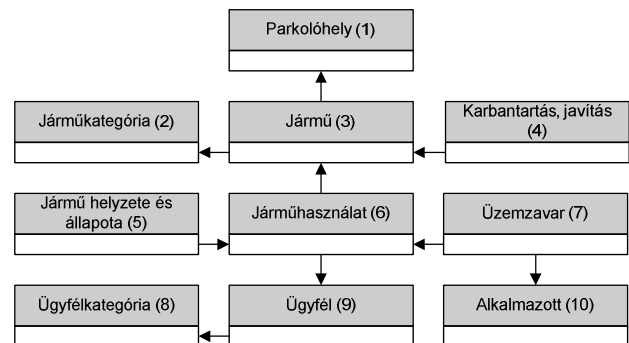 Parkolóhely (1)
Járműkategória (2)
Jármű (3)
Karbantartás, javítás
(4)
Jármű helyzete és
állapota (5)
Járműhasználat (6)
Üzemzavar (7)
Ügyfélkategória (8)
Ügyfél (9)
Alkalmazott (10)